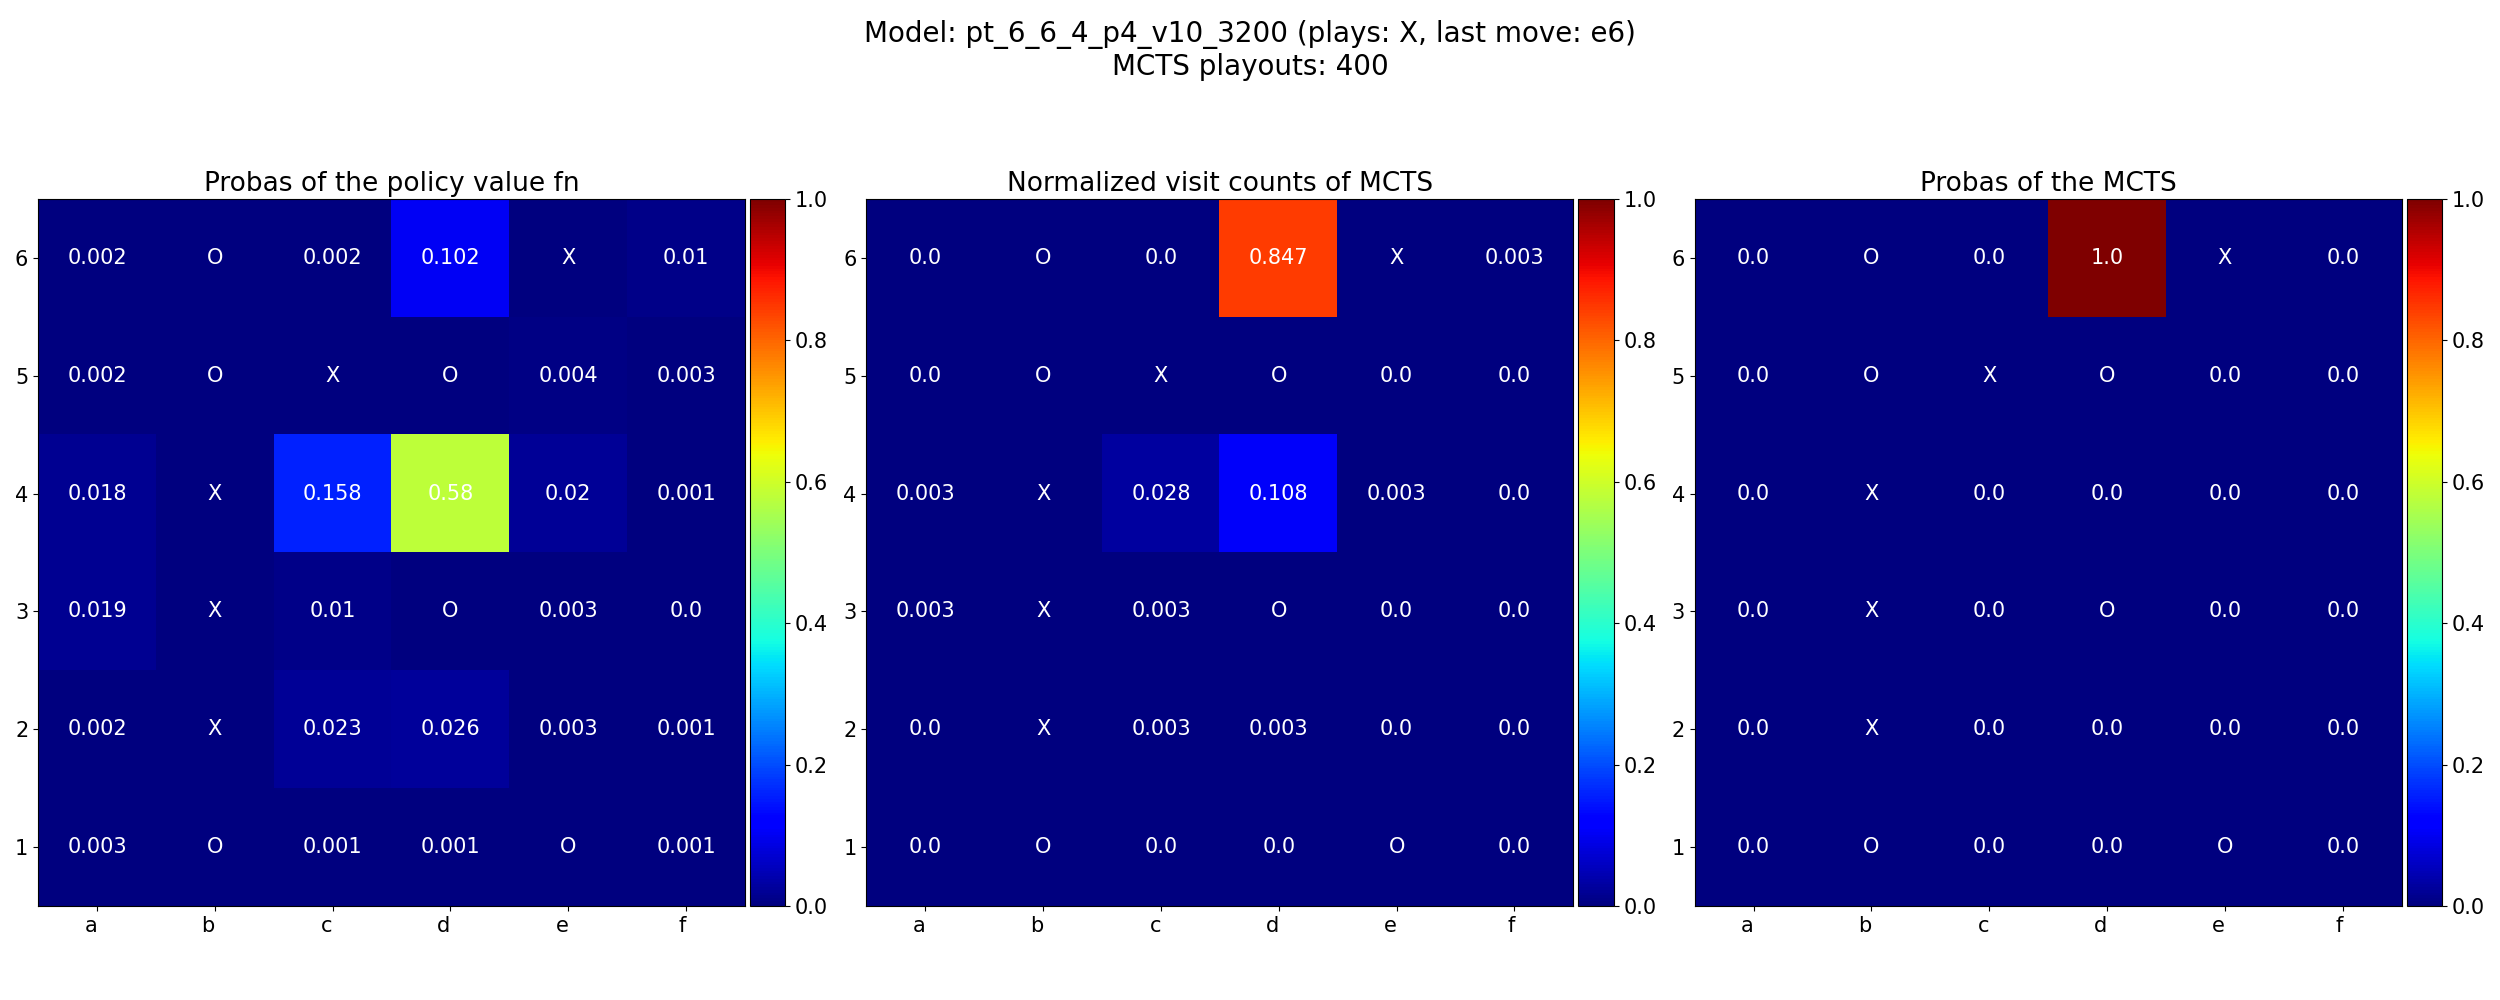 Model: pt_6_6_4_p4_v10_3200 (plays: X, last move: e6)
MCTS playouts: 400
Probas of the policy value fn
6 0.002 O 0.002 0.102 X 0.01
5 0.002 O X O 0.004 0.003
4 0.018 X 0.158 0.58 0.02 0.001
3 0.019 X 0.01 O 0.003 0.0
2 0.002 X 0.023 0.026 0.003 0.001
1 0.003 O 0.001 0.001 O 0.001
a b c d e f
1.0
0.8
0.6
0.4
0.2
0.0
Normalized visit counts of MCTS
6 0.0 O 0.0 0.847 X 0.003
5 0.0 O X O 0.0 0.0
4 0.003 X 0.028 0.108 0.003 0.0
3 0.003 X 0.003 O 0.0 0.0
2 0.0 X 0.003 0.003 0.0 0.0
1 0.0 O 0.0 0.0 O 0.0
a b c d e f
1.0
0.8
0.6
0.4
0.2
0.0
Probas of the MCTS
6 0.0 O 0.0 1.0 X 0.0
5 0.0 O X O 0.0 0.0
4 0.0 X 0.0 0.0 0.0 0.0
3 0.0 X 0.0 O 0.0 0.0
2 0.0 X 0.0 0.0 0.0 0.0
1 0.0 O 0.0 0.0 O 0.0
a b c d e f
1.0
0.8
0.6
0.4
0.2
0.0